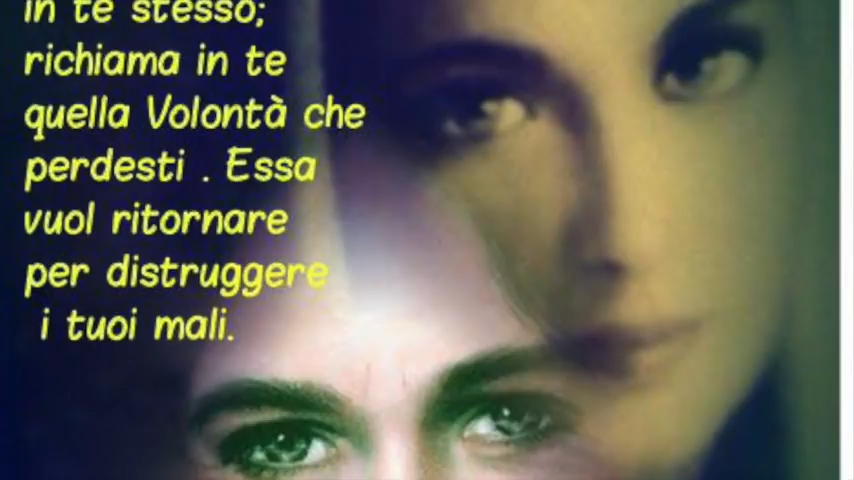 in te stesso;
richiama in te
quella Volontà che
perdesti . Essa
vuol ritornare
per distruggere
i tuoi mali.